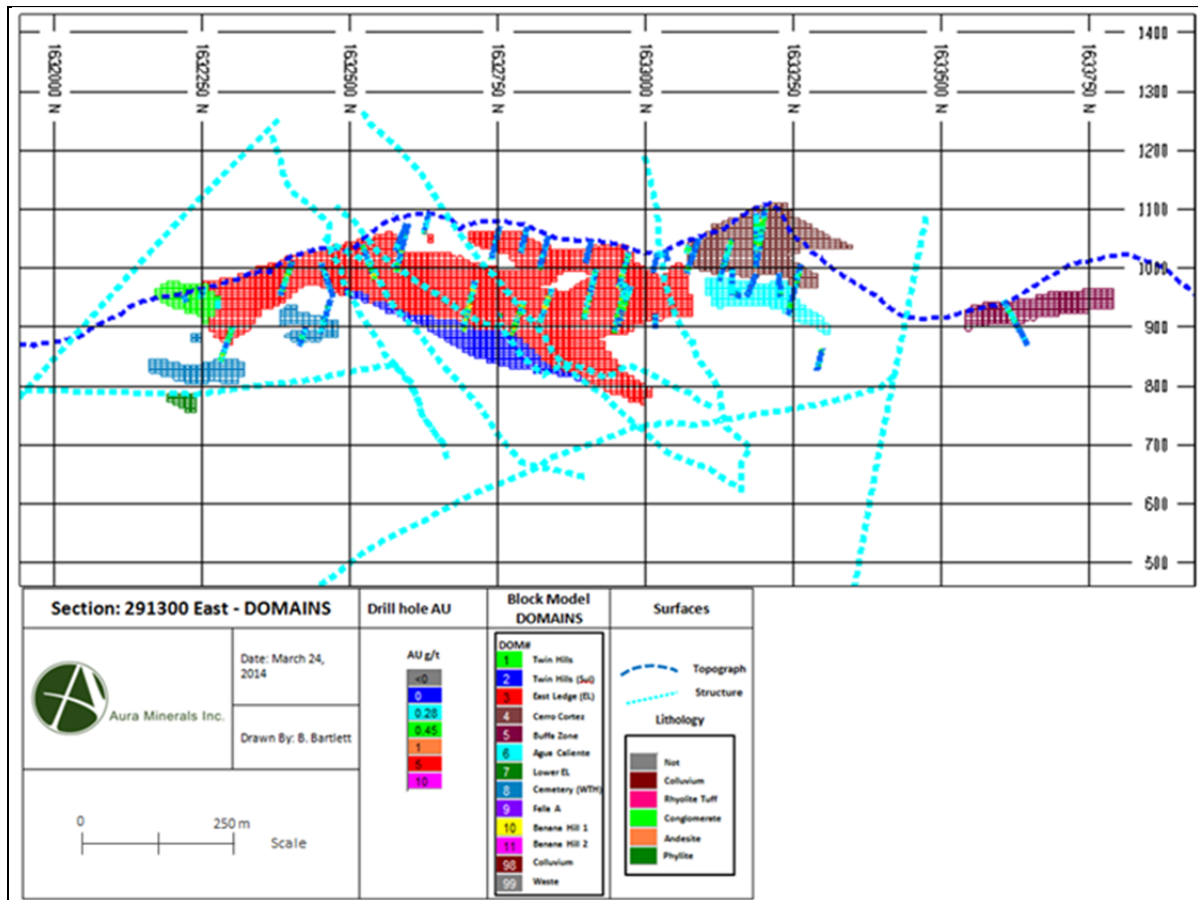 1632000 N
1632250 N
1632500 N
1632750 N
1633000 N
1633250 N
1633500 N
1633750 N
1400
1300
1200
1100
1000
900
800
700
600
500
Section: 291300 East - DOMAINS
Date: March 24,
2014
Aura Minerals Inc.
Drawn By: B. Bartlett
0
250 m
Scale
Drill hole AU
AU g/t
<0
0
0.28
0.45
1
5
10
Block Model
DOMAINS
DOM#
1 Twin Hills
2 Twin Hills (Sul)
3 East Ledge (EL)
4 Cerro Cortez
5 Buffa Zone
6 Agua Caliente
7 Lower EL
8 Cemetery (WTH)
9 Falla A
10 Banana Hill 1
11 Banana Hill 2
98 Colluvium
99 Waste
Surfaces
Topograph
Structure
Lithology
Not
Colluvium
Rhyolite Tuff
Conglomerate
Andesite
Phyllite